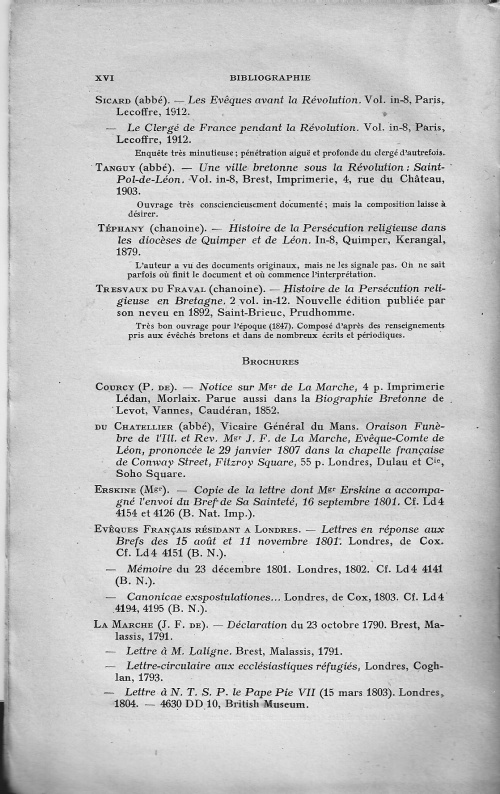 XVI BIBLIOGRAPHIE
SICARD (abbé). — Les Evêques avant la Révolution. Vol. in-8, Paris,
Lecoffre, 1912.
— Le Clergé de France pendant la Révolution. Vol. in-8, Paris,
Lecoffre, 1912.
Enquête très minutieuse ; pénétration aiguë et profonde du clergé d'autrefois.
TANGUY (abbé). — Une ville bretonne sous la Révolution : Saint-
Pol-de-Léon. Vol. in-8, Brest, Imprimerie, 4, rue du Château,
1903.
Ouvrage très consciencieusement documenté ; mais la composition laisse à
désirer.
TÉPHANY (chanoine). — Histoire de la Persécution religieuse dans
les diocèses de Quimper et de Léon. In-8, Quimper, Kerangal,
1879.
L'auteur a vu des documents originaux, mais ne les signale pas. On ne sait
parfois où finit le document et où commence l'interprétation.
TRESVAUX DU FRAVAL (chanoine). — Histoire de la Persécution reli-
gieuse en Bretagne. 2 vol. in-12. Nouvelle édition publiée par
son neveu en 1892, Saint-Brieuc, Prudhomme.
Très bon ouvrage pour l'époque (1847). Composé d'après des renseignements
pris aux évêchés bretons et dans de nombreux écrits et périodiques.
BROCHURES
COURCY (P. DE). — Notice sur Mgr de La Marche, 4 p. Imprimerie
Lédan, Morlaix. Parue aussi dans la Biographie Bretonne de
Levot, Vannes, Caudéran, 1852.
DU CHATELLIER (abbé), Vicaire Général du Mans. Oraison Funè-
bre de l'Ill. et Rev. Mgr J. F. de La Marche, Evêque-Comte de
Léon, prononcée le 29 janvier 1807 dans la chapelle française
de Conway Street, Fitzroy Square, 55 p. Londres, Dulau et Cie,
Soho Square.
ERSKINE (Mgr). — Copie de la lettre dont Mgr Erskine a accompa-
gné l'envoi du Bref de Sa Sainteté, 16 septembre 1801. Cf. Ld4
4154 et 4126 (B. Nat. Imp.).
EVÊQUES FRANÇAIS RÉSIDANT A LONDRES. — Lettres en réponse aux
Brefs des 15 août et 11 novembre 1801. Londres, de Cox.
Cf. Ld4 4151 (B. N.).
— Mémoire du 23 décembre 1801. Londres, 1802. Cf. Ld4 4141
(B. N.).
— Canonicae exspostulationes... Londres, de Cox, 1803. Cf. Ld4
4194, 4195 (B. N.).
LA MARCHE (J. F. DE). — Déclaration du 23 octobre 1790. Brest, Ma-
lassis, 1791.
— Lettre à M. Laligne. Brest, Malassis, 1791.
— Lettre-circulaire aux ecclésiastiques réfugiés, Londres, Cogh-
lan, 1793.
— Lettre à N. T. S. P. le Pape Pie VII (15 mars 1803). Londres,
1804. — 4630 DD 10, British Museum.